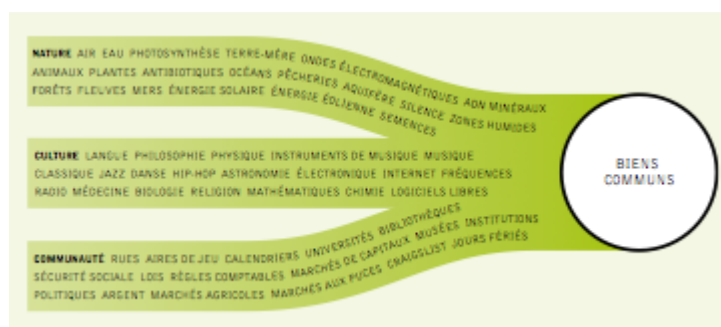 NATURE AIR EAU PHOTOSYNTHÈSE TERRE-MÈRE ONDES ÉLECTROMAGNÉTIQUES ADN MINÉRAUX
ANIMAUX PLANTES ANTIBIOTIQUES OCÉANS PÊCHERIES AQUIFÈRE SILENCE ZONES HUMIDES
FORÊTS FLEUVES MERS ÉNERGIE SOLAIRE ÉNERGIE ÉOLIENNE SEMENCES
CULTURE LANGUE PHILOSOPHIE PHYSIQUE INSTRUMENTS DE MUSIQUE MUSIQUE
CLASSIQUE JAZZ DANSE HIP-HOP ASTRONOMIE ÉLECTRONIQUE INTERNET FRÉQUENCES
RADIO MÉDECINE BIOLOGIE RELIGION MATHÉMATIQUES CHIMIE LOGICIELS LIBRES
COMMUNAUTÉ RUES AIRES DE JEU CALENDRIERS UNIVERSITÉS BIBLIOTHÈQUES
SÉCURITÉ SOCIALE LOIS RÈGLES COMPTABLES MARCHÉS DE CAPITAUX MUSÉES INSTITUTIONS
POLITIQUES ARGENT MARCHÉS AGRICOLES MARCHÉS AUX PUCES CRAIGSLIST JOURS FÉRIÉS
BIENS
COMMUNS